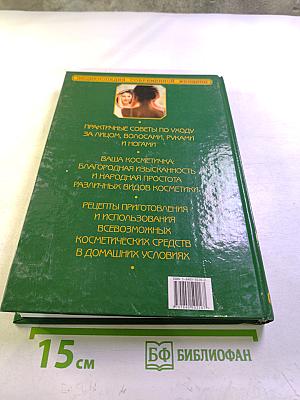 ЭНЦИКЛОПЕДИЯ СОВРЕМЕННОЙ ЖЕНЩИНЫ
ПРАКТИЧНЫЕ СОВЕТЫ ПО УХОДУ
ЗА ЛИЦОМ, ВОЛОСАМИ, РУКАМИ
И НОГАМИ
ВАША КОСМЕТИЧКА:
БЛАГОРОДНАЯ ИЗЫСКАННОСТЬ
И НАРОДНАЯ ПРОСТОТА
РАЗЛИЧНЫХ ВИДОВ КОСМЕТИКИ
РЕЦЕПТЫ ПРИГОТОВЛЕНИЯ
И ИСПОЛЬЗОВАНИЯ
ВСЕВОЗМОЖНЫХ
КОСМЕТИЧЕСКИХ СРЕДСТВ
В ДОМАШНИХ УСЛОВИЯХ
15 см
БФ БИБЛИОФАН